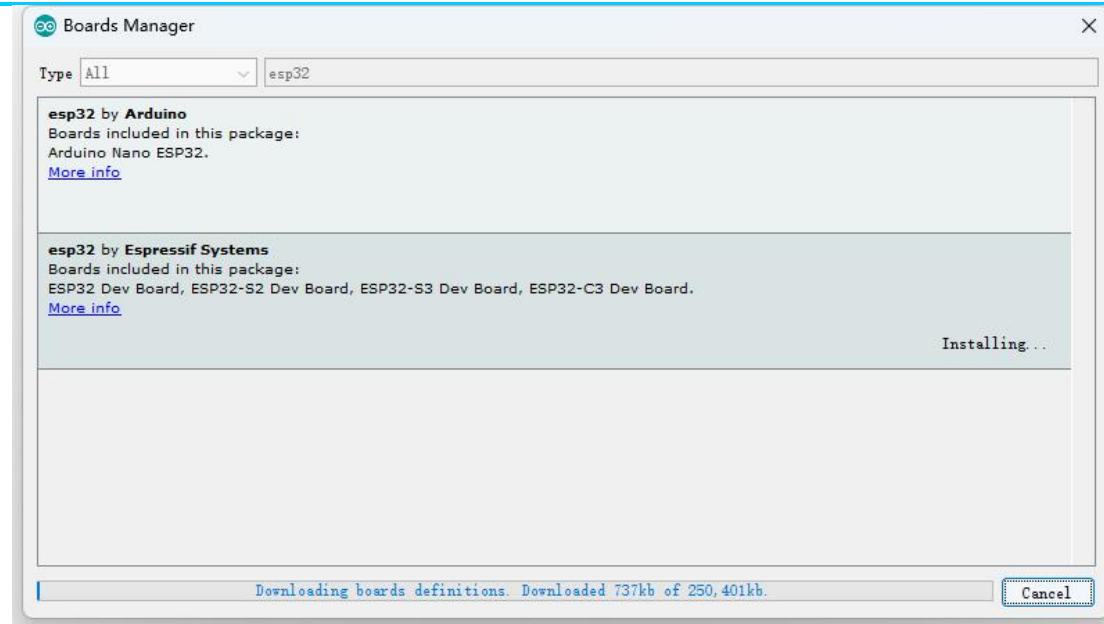 Boards Manager
Type All esp32
esp32 by Arduino
Boards included in this package:
Arduino Nano ESP32.
More info
esp32 by Espressif Systems
Boards included in this package:
ESP32 Dev Board, ESP32-S2 Dev Board, ESP32-S3 Dev Board, ESP32-C3 Dev Board.
More info
Installing...
Downloading boards definitions. Downloaded 737kb of 250,401kb.
Cancel